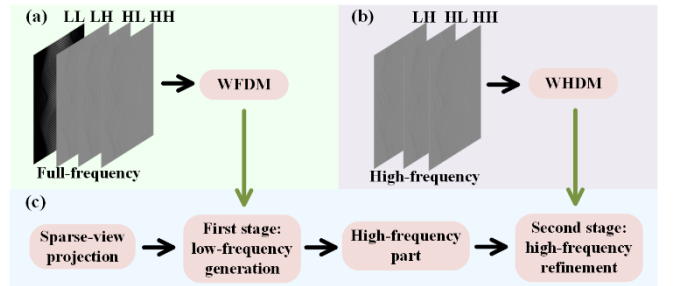 (a)
LL LH HL HH
WFDM
Full-frequency
(b)
LH HL HH
WHDM
High-frequency
(c)
Sparse-view
projection
First stage:
low-frequency
generation
High-frequency
part
Second stage:
high-frequency
refinement